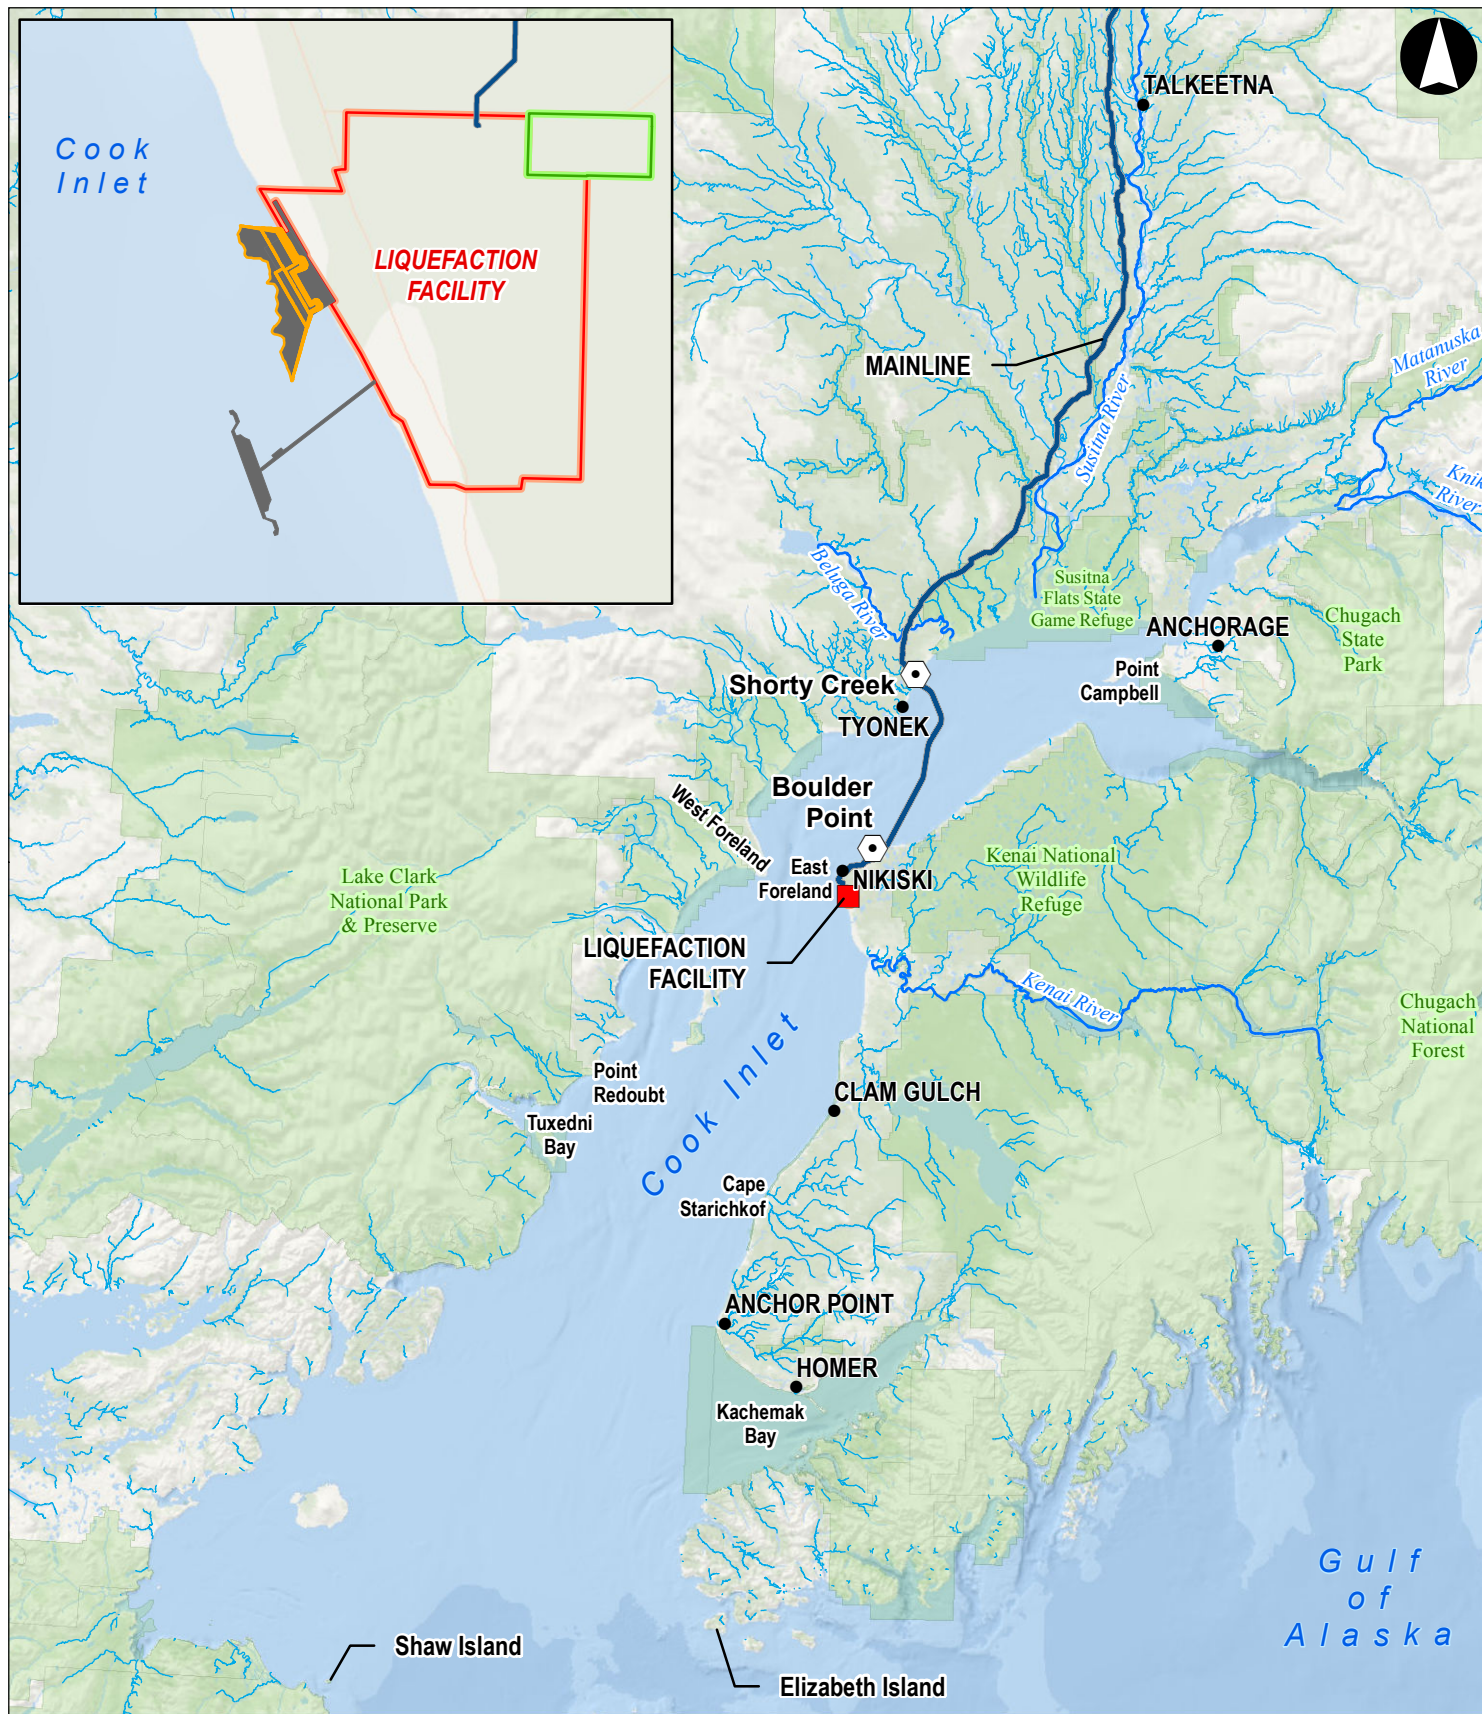 Cook
Inlet
LIQUEFACTION
FACILITY
TALKEETNA
MAINLINE
Matanuska
River
Susitna River
Knik
River
Beluga River
Susitna
Flats State
Game Refuge
Chugach
State
Park
ANCHORAGE
Point
Campbell
Shorty Creek
TYONEK
Boulder
Point
West Foreland
East
Foreland
NIKISKI
Kenai National
Wildlife
Refuge
Lake Clark
National Park
& Preserve
LIQUEFACTION
FACILITY
Kenai River
Chugach
National
Forest
Cook Inlet
Point
Redoubt
CLAM GULCH
Tuxedni
Bay
Cape
Starichkof
ANCHOR POINT
HOMER
Kachemak
Bay
Gulf
of
Alaska
Shaw Island
Elizabeth Island